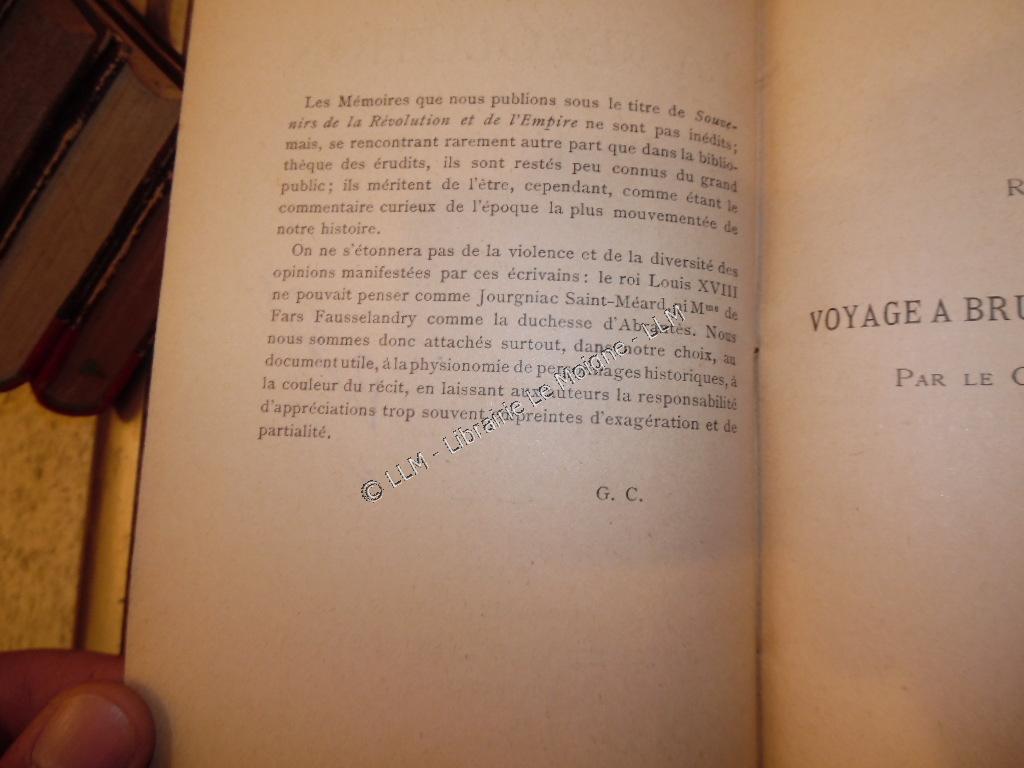 Les Mémoires que nous publions sous le titre de Souve-
nirs de la Révolution et de l'Empire ne sont pas inédits;
mais, se rencontrant rarement autre part que dans la biblio-
thèque des érudits, ils sont restés peu connus du grand
public; ils méritent de l'être, cependant, comme étant le
commentaire curieux de l'époque la plus mouvementée de
notre histoire.
On ne s'étonnera pas de la violence et de la diversité des
opinions manifestées par ces écrivains: le roi Louis XVIII
ne pouvait penser comme Jourgniac Saint-Méard, ni Mme de
Fars Fausselandry comme la duchesse d'Abrantès. Nous
nous sommes donc attachés surtout, dans notre choix, au
document utile, à la physionomie de personnages historiques, à
la couleur du récit, en laissant aux auteurs la responsabilité
d'appréciations trop souvent empreintes d'exagération et de
partialité.
G. C.
© LLM - Librairie Le Moigne - LLM
R
VOYAGE A BRU
PAR LE C